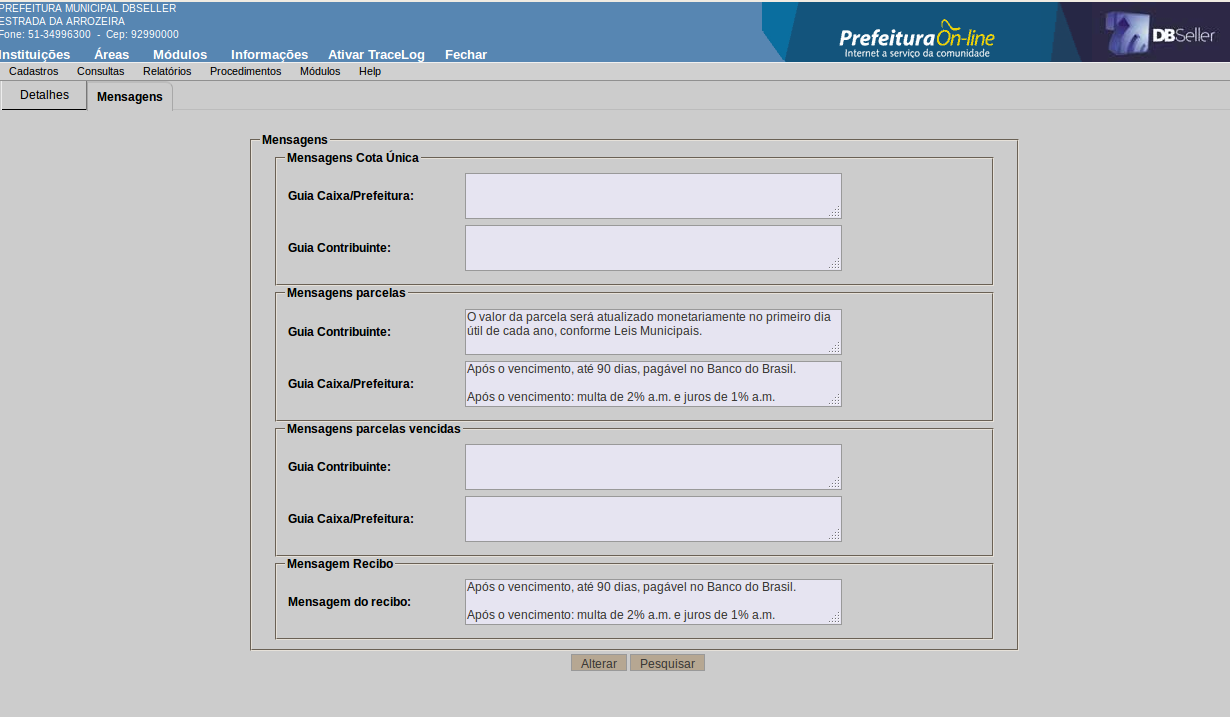 PREFEITURA MUNICIPAL DBSELLER
ESTRADA DA ARROZEIRA
Fone: 51-34996300 - Cep: 92990000
Instituições Áreas Módulos Informações Ativar TraceLog Fechar
PrefeituraOn-line
Internet a serviço da comunidade
DBSeller
Cadastros Consultas Relatórios Procedimentos Módulos Help
Detalhes Mensagens
Mensagens
Mensagens Cota Única
Guia Caixa/Prefeitura:
Guia Contribuinte:
Mensagens parcelas
Guia Contribuinte:
O valor da parcela será atualizado monetariamente no primeiro dia
útil de cada ano, conforme Leis Municipais.
Guia Caixa/Prefeitura:
Após o vencimento, até 90 dias, pagável no Banco do Brasil.
Após o vencimento: multa de 2% a.m. e juros de 1% a.m.
Mensagens parcelas vencidas
Guia Contribuinte:
Guia Caixa/Prefeitura:
Mensagem Recibo
Mensagem do recibo:
Após o vencimento, até 90 dias, pagável no Banco do Brasil.
Após o vencimento: multa de 2% a.m. e juros de 1% a.m.
Alterar Pesquisar